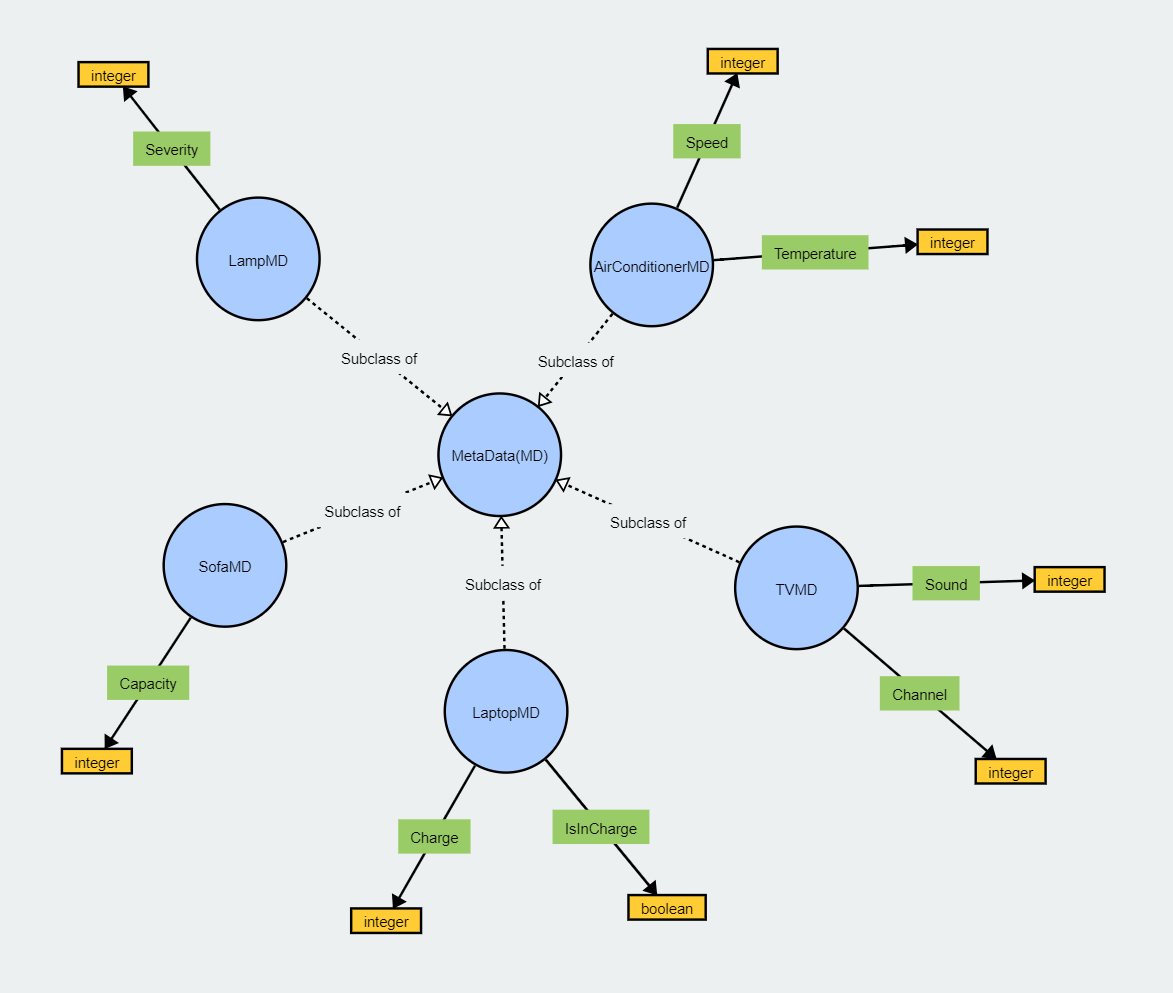 integer
integer
Severity
Speed
Temperature
integer
LampMD
AirConditionerMD
Subclass of
Subclass of
MetaData(MD)
Subclass of
Subclass of
SofaMD
Subclass of
TVMD
Sound
integer
Capacity
LaptopMD
Channel
integer
integer
Charge
IsInCharge
integer
boolean